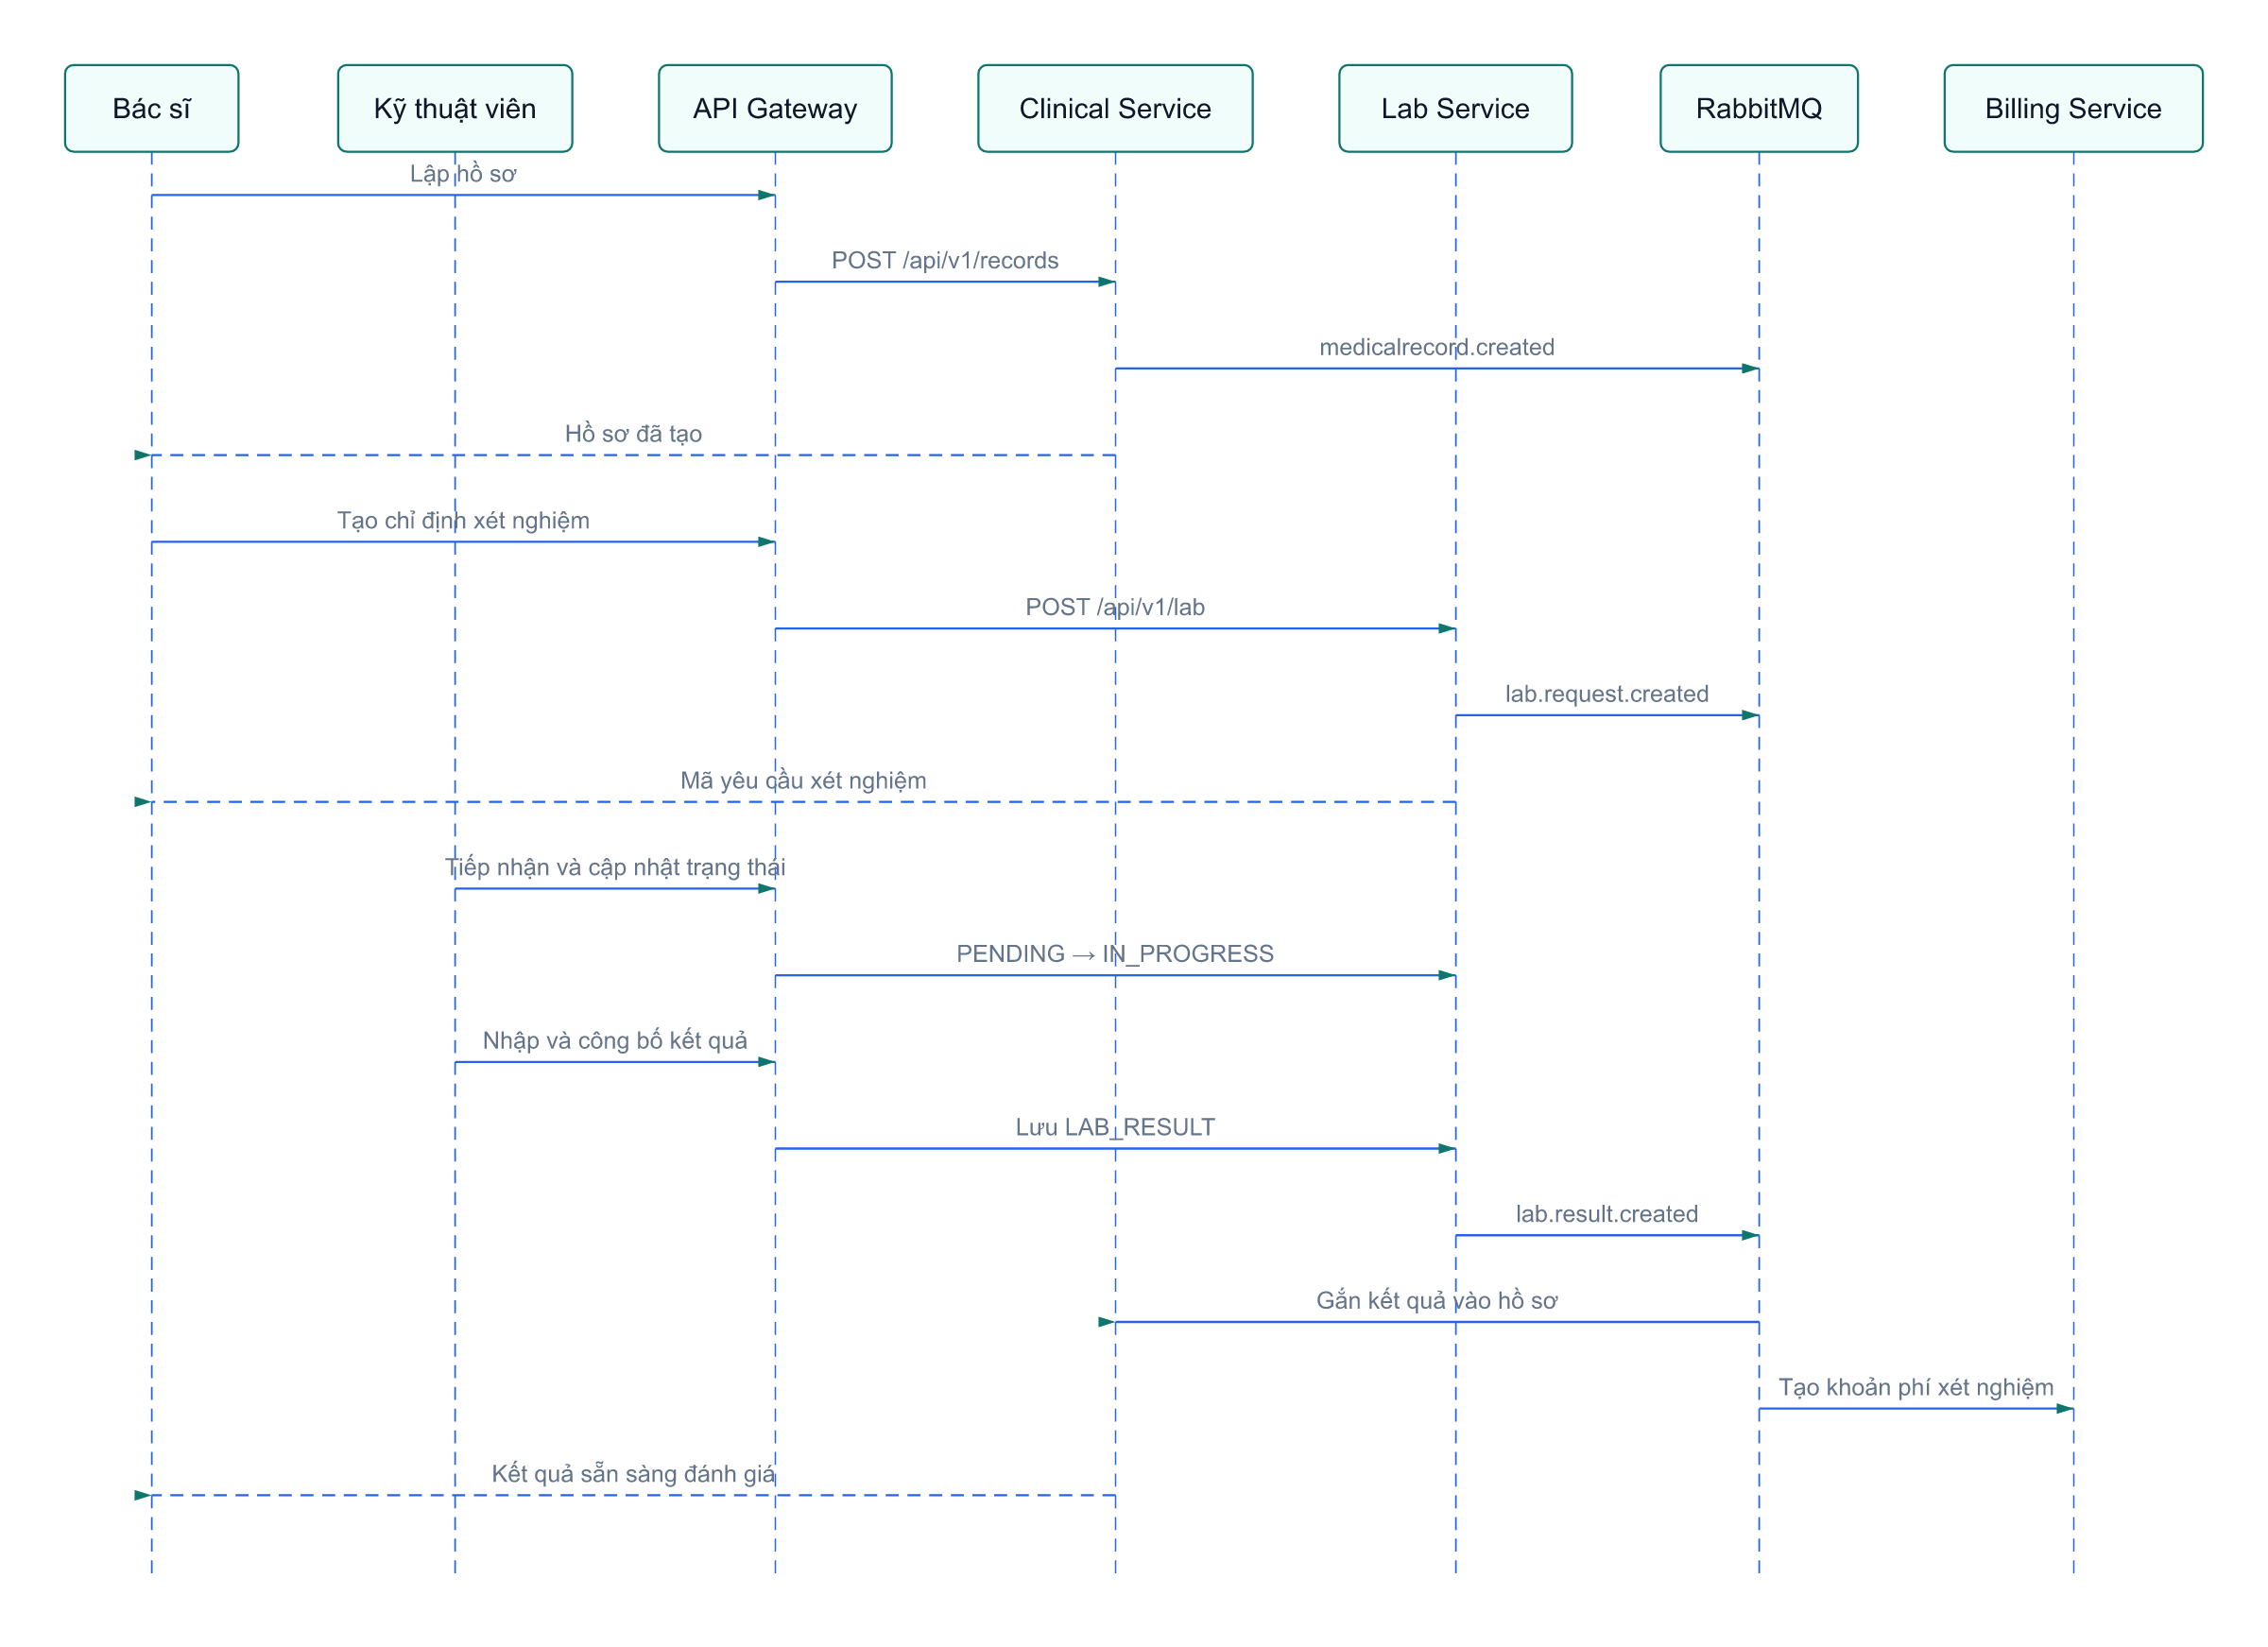 Bác sĩ
Kỹ thuật viên
API Gateway
Clinical Service
Lab Service
RabbitMQ
Billing Service
Lập hồ sơ
POST /api/v1/records
medicalrecord.created
Hồ sơ đã tạo
Tạo chỉ định xét nghiệm
POST /api/v1/lab
lab.request.created
Mã yêu cầu xét nghiệm
Tiếp nhận và cập nhật trạng thái
PENDING → IN_PROGRESS
Nhập và công bố kết quả
Lưu LAB_RESULT
lab.result.created
Gắn kết quả vào hồ sơ
Tạo khoản phí xét nghiệm
Kết quả sẵn sàng đánh giá